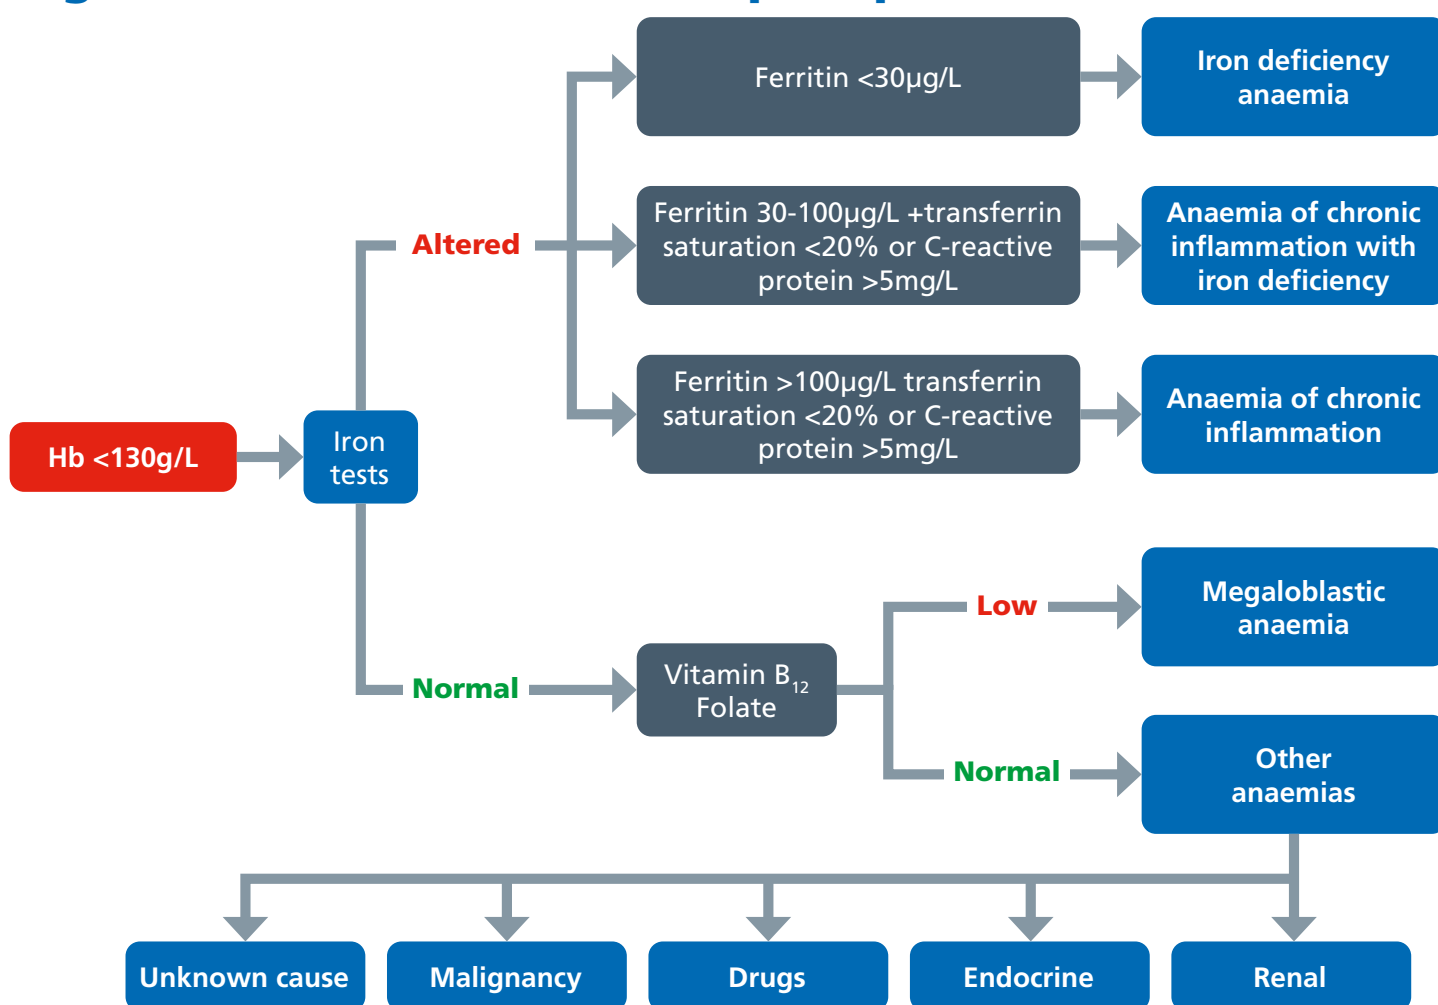 Ferritin <30µg/L
Iron deficiency
anaemia
Altered
Ferritin 30-100µg/L +transferrin
saturation <20% or C-reactive
protein >5mg/L
Anaemia of chronic
inflammation with
iron deficiency
Ferritin >100µg/L transferrin
saturation <20% or C-reactive
protein >5mg/L
Anaemia of chronic
inflammation
Hb <130g/L
Iron
tests
Normal
Vitamin B₁₂
Folate
Low
Megaloblastic
anaemia
Normal
Other
anaemias
Unknown cause
Malignancy
Drugs
Endocrine
Renal